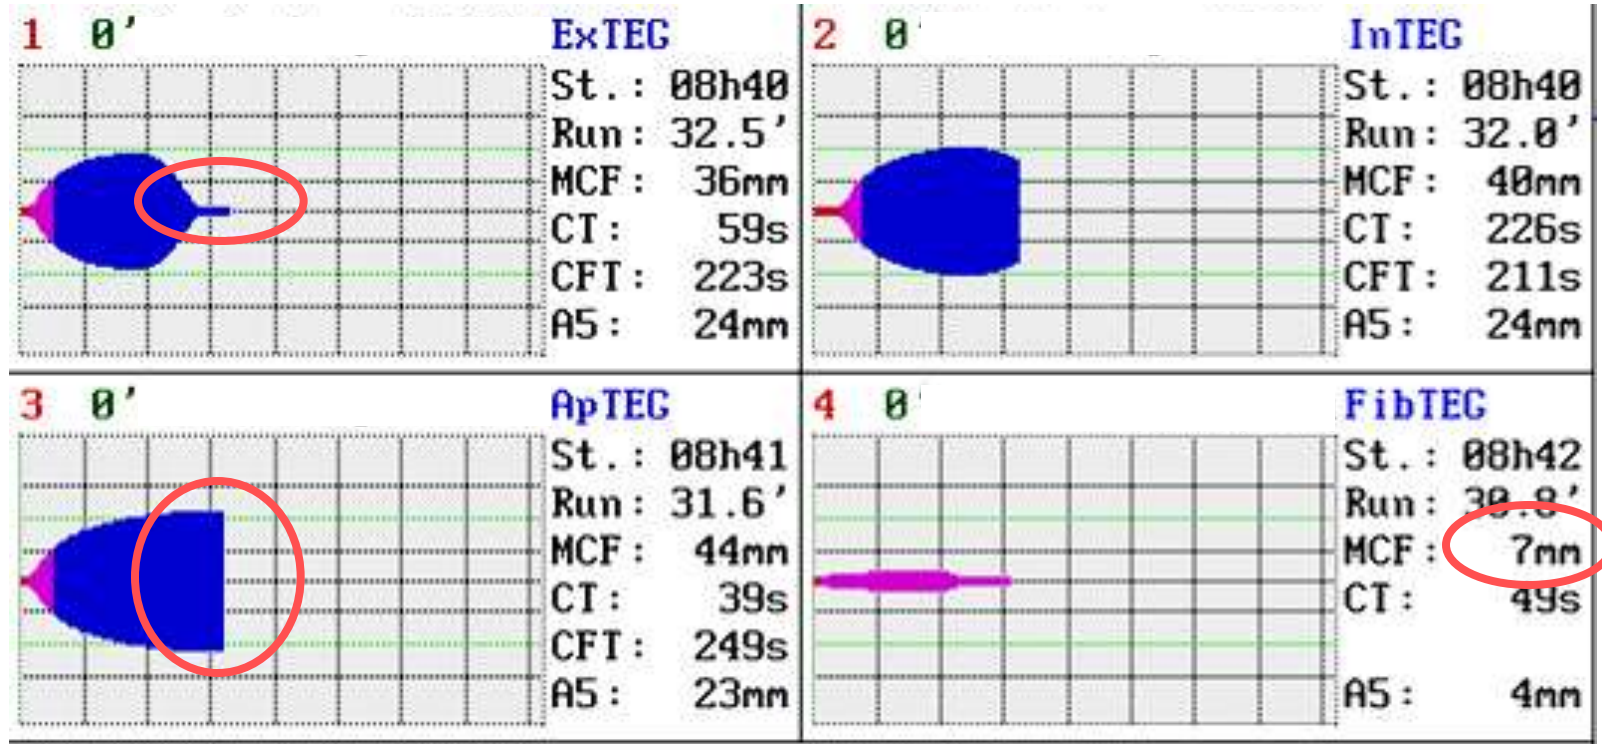 1 0' ExTEG
St.: 08h40
Run: 32.5'
MCF: 36mm
CT: 59s
CFT: 223s
A5: 24mm
2 0' InTEG
St.: 08h40
Run: 32.0'
MCF: 40mm
CT: 226s
CFT: 211s
A5: 24mm
3 0' ApTEG
St.: 08h41
Run: 31.6'
MCF: 44mm
CT: 39s
CFT: 249s
A5: 23mm
4 0' FibTEG
St.: 08h42
Run: 30.8'
MCF: 7mm
CT: 49s
A5: 4mm